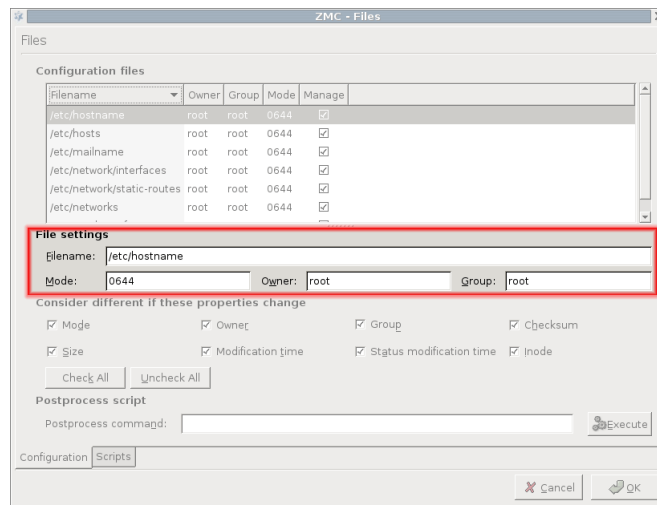 ZMC - Files
Files
Configuration files
Filename Owner Group Mode Manage
/etc/hostname root root 0644
/etc/hosts root root 0644
/etc/mailname root root 0644
/etc/network/interfaces root root 0644
/etc/network/static-routes root root 0644
/etc/networks root root 0644
File settings
Filename: /etc/hostname
Mode: 0644 Owner: root Group: root
Consider different if these properties change
Mode Owner Group Checksum
Size Modification time Status modification time Inode
Check All Uncheck All
Postprocess script
Postprocess command: Execute
Configuration Scripts
Cancel OK